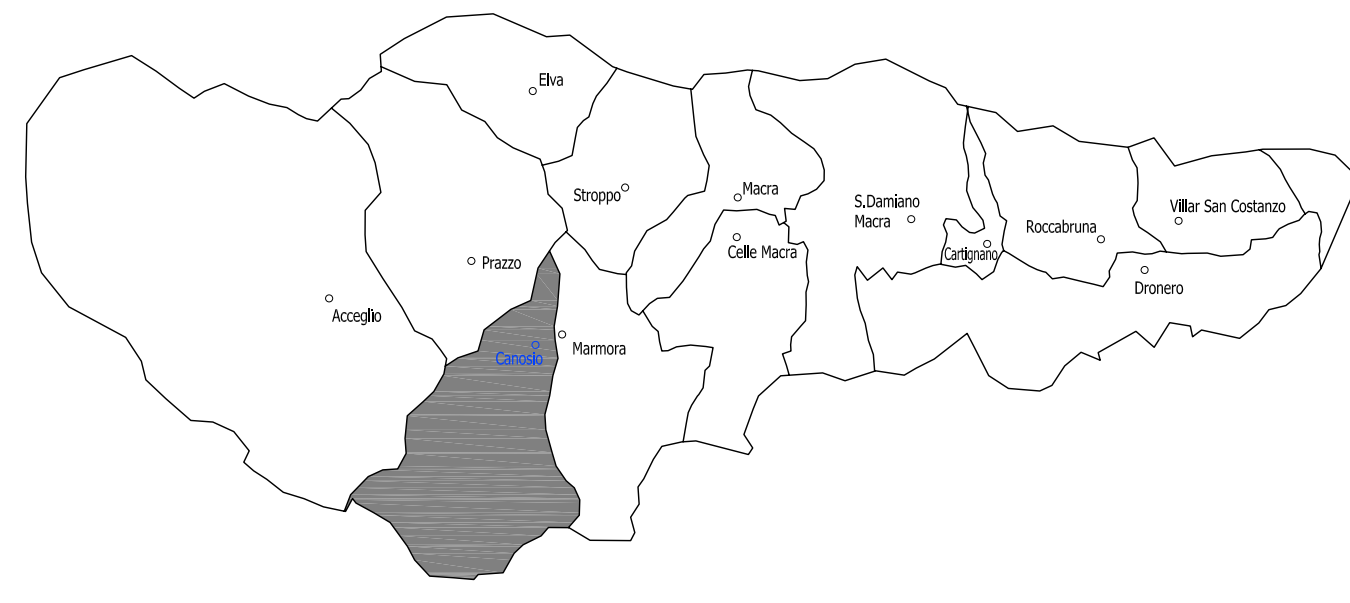 Elva
Stroppo
Macra
S.Damiano
Macra
Villar San Costanzo
Roccabruna
Cartignano
Celle Macra
Prazzo
Dronero
Acceglio
Marmora
Canosio